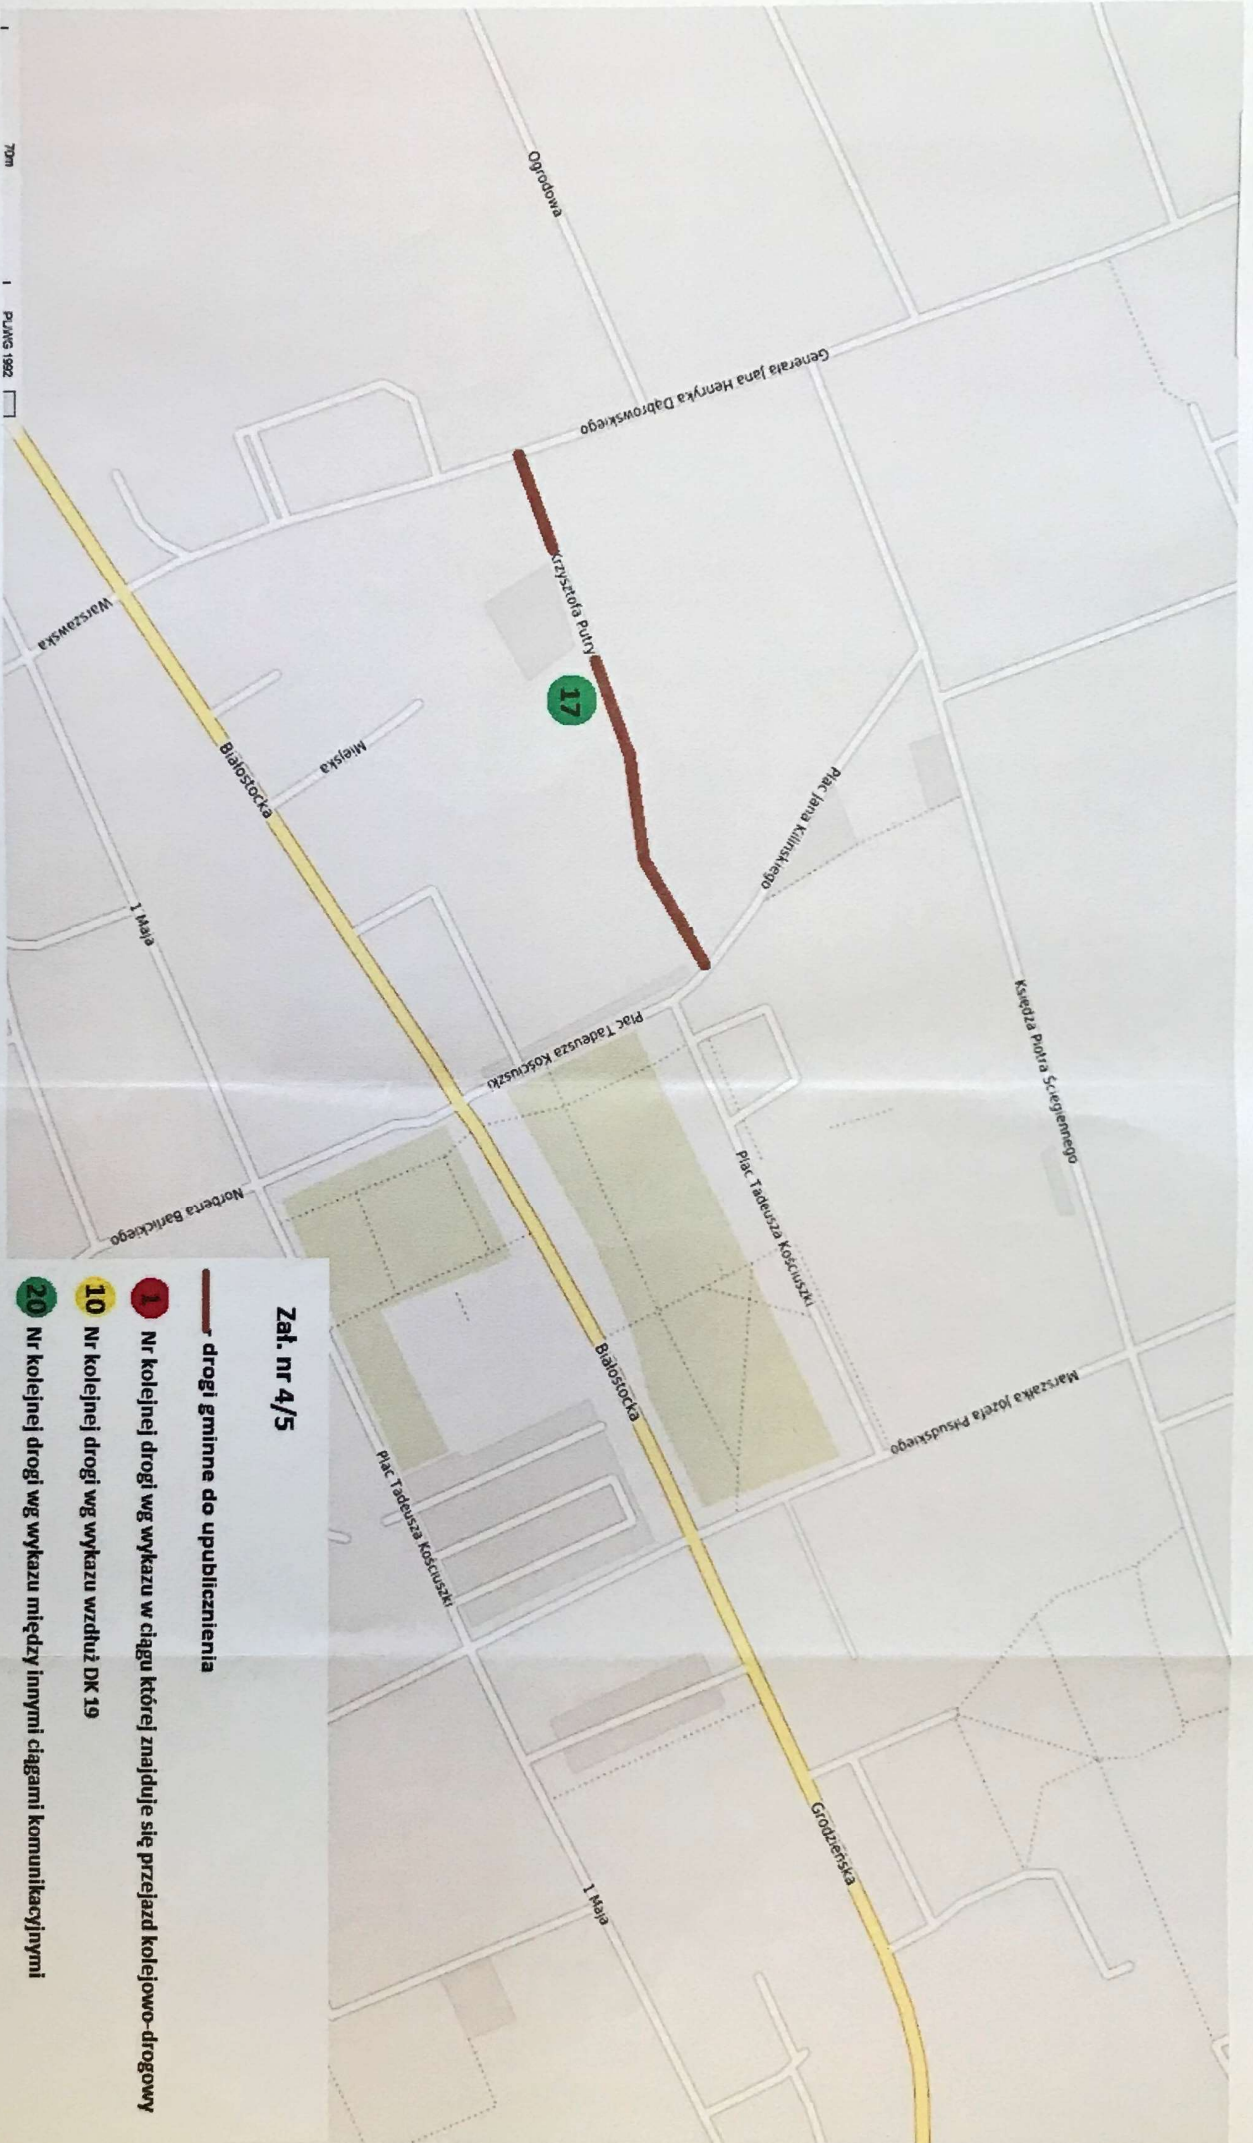 Ogrodowa
Generała Jana Henryka Dąbrowskiego
Krzysztofa Putry
17
Warszawska
Białostocka
Miejska
1 Maja
Plac Jana Kilińskiego
Księdza Piotra Ściegiennego
Plac Tadeusza Kościuszki
Plac Tadeusza Kościuszki
Norberta Barlickiego
Marszałka Józefa Piłsudskiego
Białostocka
Plac Tadeusza Kościuszki
Grodzieńska
1 Maja
70m
PUWG 1992
Zał. nr 4/5
- drogi gminne do upublicznienia
1 Nr kolejnej drogi wg wykazu w ciągu której znajduje się przejazd kolejowo-drogowy
10 Nr kolejnej drogi wg wykazu wzdłuż DK 19
20 Nr kolejnej drogi wg wykazu między innymi ciągami komunikacyjnymi